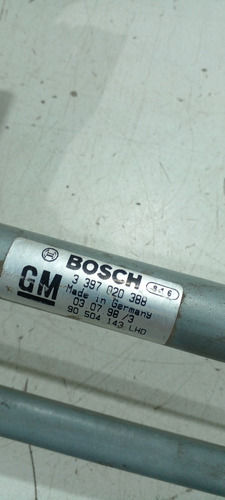 BOSCH
3 397 020 388
GM
Made in Germany
03 07 98 /3
90 504 143 LHD